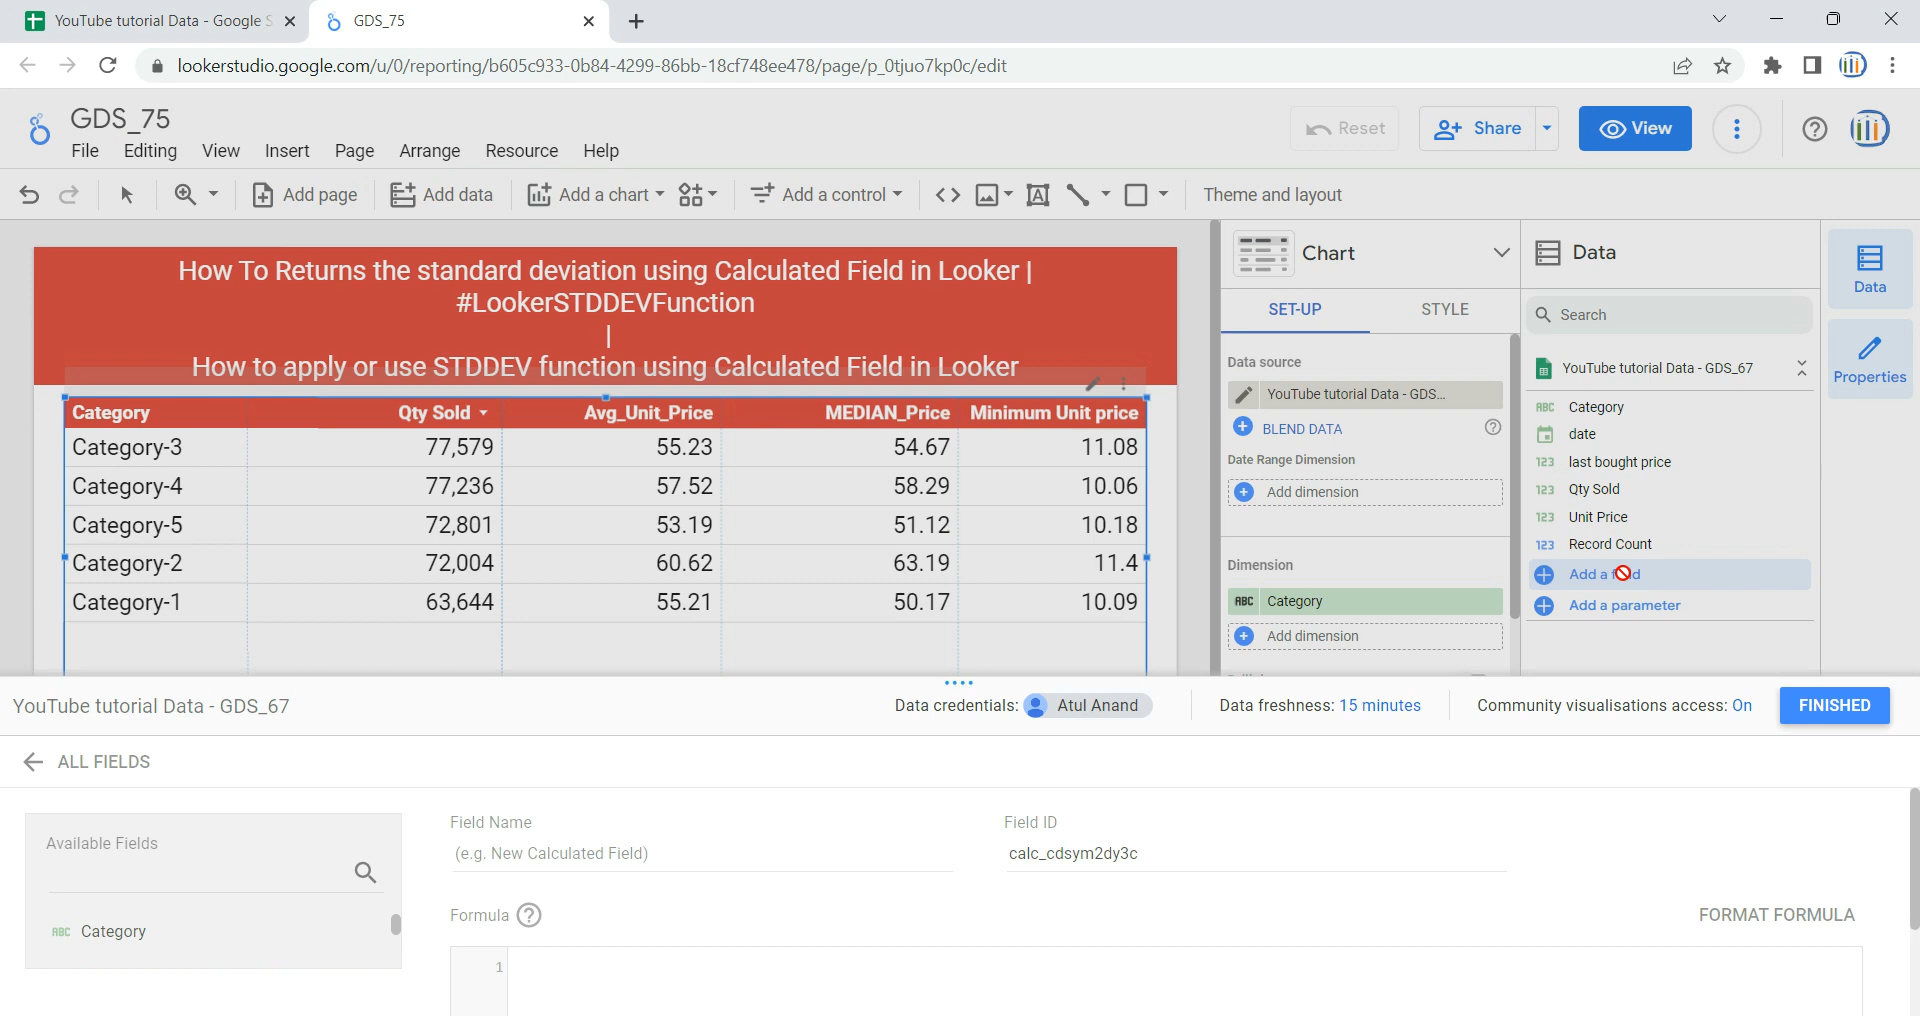 YouTube tutorial Data - Google S
GDS_75
lookerstudio.google.com/u/0/reporting/b605c933-0b84-4299-86bb-18cf748ee478/page/p_0tjuo7kp0c/edit
GDS_75
File Editing View Insert Page Arrange Resource Help
Reset
Share
View
Add page
Add data
Add a chart
Add a control
Theme and layout
How To Returns the standard deviation using Calculated Field in Looker |
#LookerSTDDEVFunction
|
How to apply or use STDDEV function using Calculated Field in Looker
Category Qty Sold Avg_Unit_Price MEDIAN_Price Minimum Unit price
Category-3 77,579 55.23 54.67 11.08
Category-4 77,236 57.52 58.29 10.06
Category-5 72,801 53.19 51.12 10.18
Category-2 72,004 60.62 63.19 11.4
Category-1 63,644 55.21 50.17 10.09
Chart
SET-UP STYLE
Data source
YouTube tutorial Data - GDS...
BLEND DATA
Date Range Dimension
Add dimension
Dimension
ABC Category
Add dimension
Data
Search
YouTube tutorial Data - GDS_67
ABC Category
date
123 last bought price
123 Qty Sold
123 Unit Price
123 Record Count
Add a
Add a parameter
Data
Properties
YouTube tutorial Data - GDS_67
Data credentials: Atul Anand
Data freshness: 15 minutes
Community visualisations access: On
FINISHED
ALL FIELDS
Available Fields
ABC Category
Field Name
(e.g. New Calculated Field)
Field ID
calc_cdsym2dy3c
Formula
FORMAT FORMULA
1